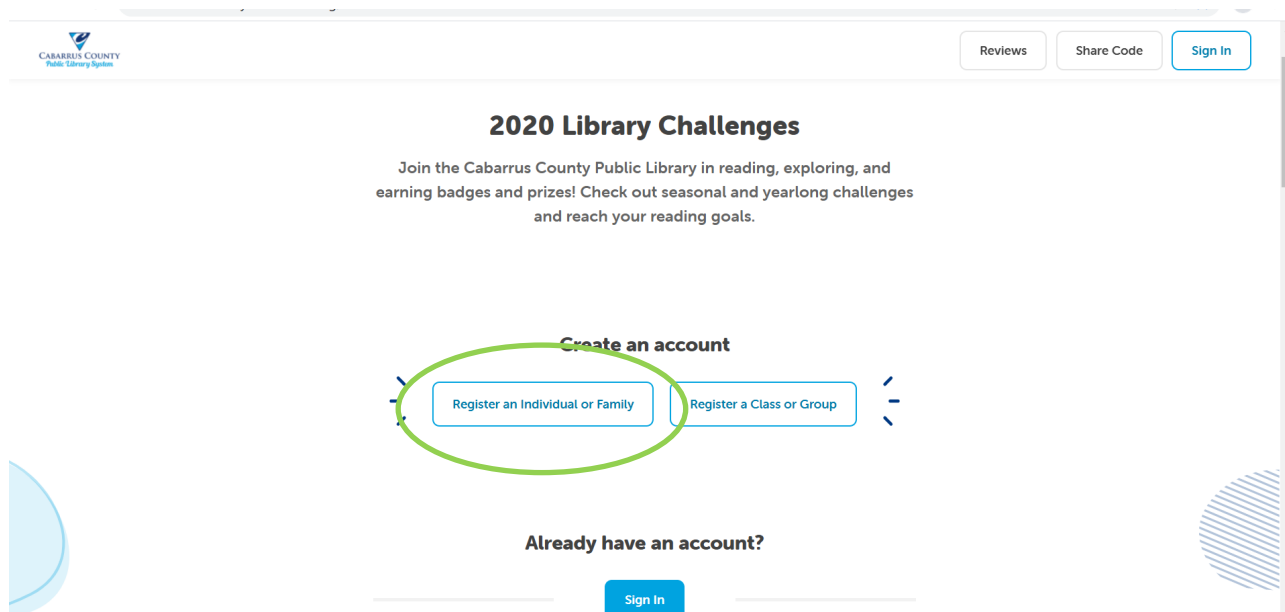 CABARRUS COUNTY
Public Library System
Reviews
Share Code
Sign In
2020 Library Challenges
Join the Cabarrus County Public Library in reading, exploring, and
earning badges and prizes! Check out seasonal and yearlong challenges
and reach your reading goals.
Create an account
Register an Individual or Family
Register a Class or Group
Already have an account?
Sign In